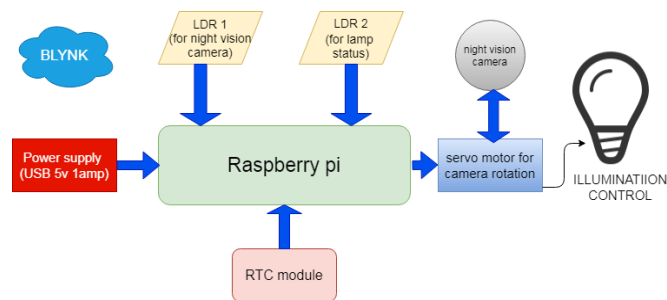 BLYNK
LDR 1
(for night vision
camera)
LDR 2
(for lamp
status)
night vision
camera
Power supply
(USB 5v 1amp)
Raspberry pi
servo motor for
camera rotation
ILLUMINATIION
CONTROL
RTC module